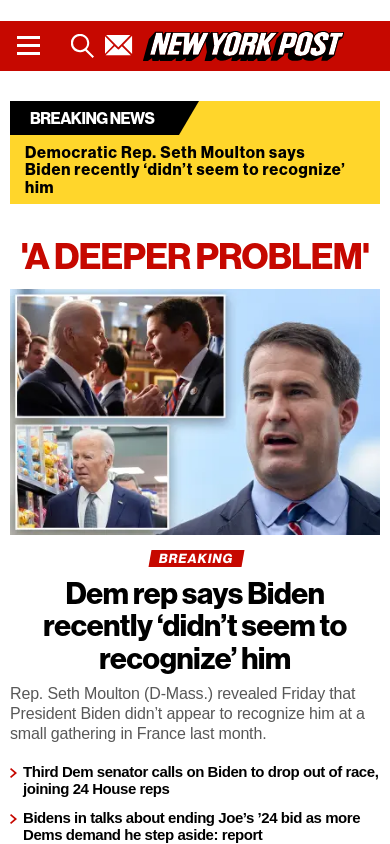 NEW YORK POST
BREAKING NEWS
Democratic Rep. Seth Moulton says
Biden recently ‘didn’t seem to recognize’
him
'A DEEPER PROBLEM'
BREAKING
Dem rep says Biden
recently ‘didn’t seem to
recognize’ him
Rep. Seth Moulton (D-Mass.) revealed Friday that
President Biden didn’t appear to recognize him at a
small gathering in France last month.
Third Dem senator calls on Biden to drop out of race,
joining 24 House reps
Bidens in talks about ending Joe’s ’24 bid as more
Dems demand he step aside: report